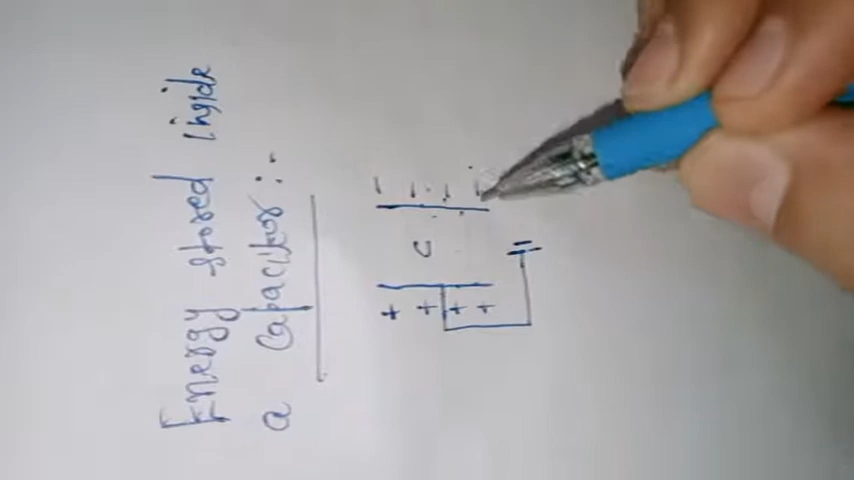 Energy stored inside
a Capacitor:-
- - - -
C
+ + + +